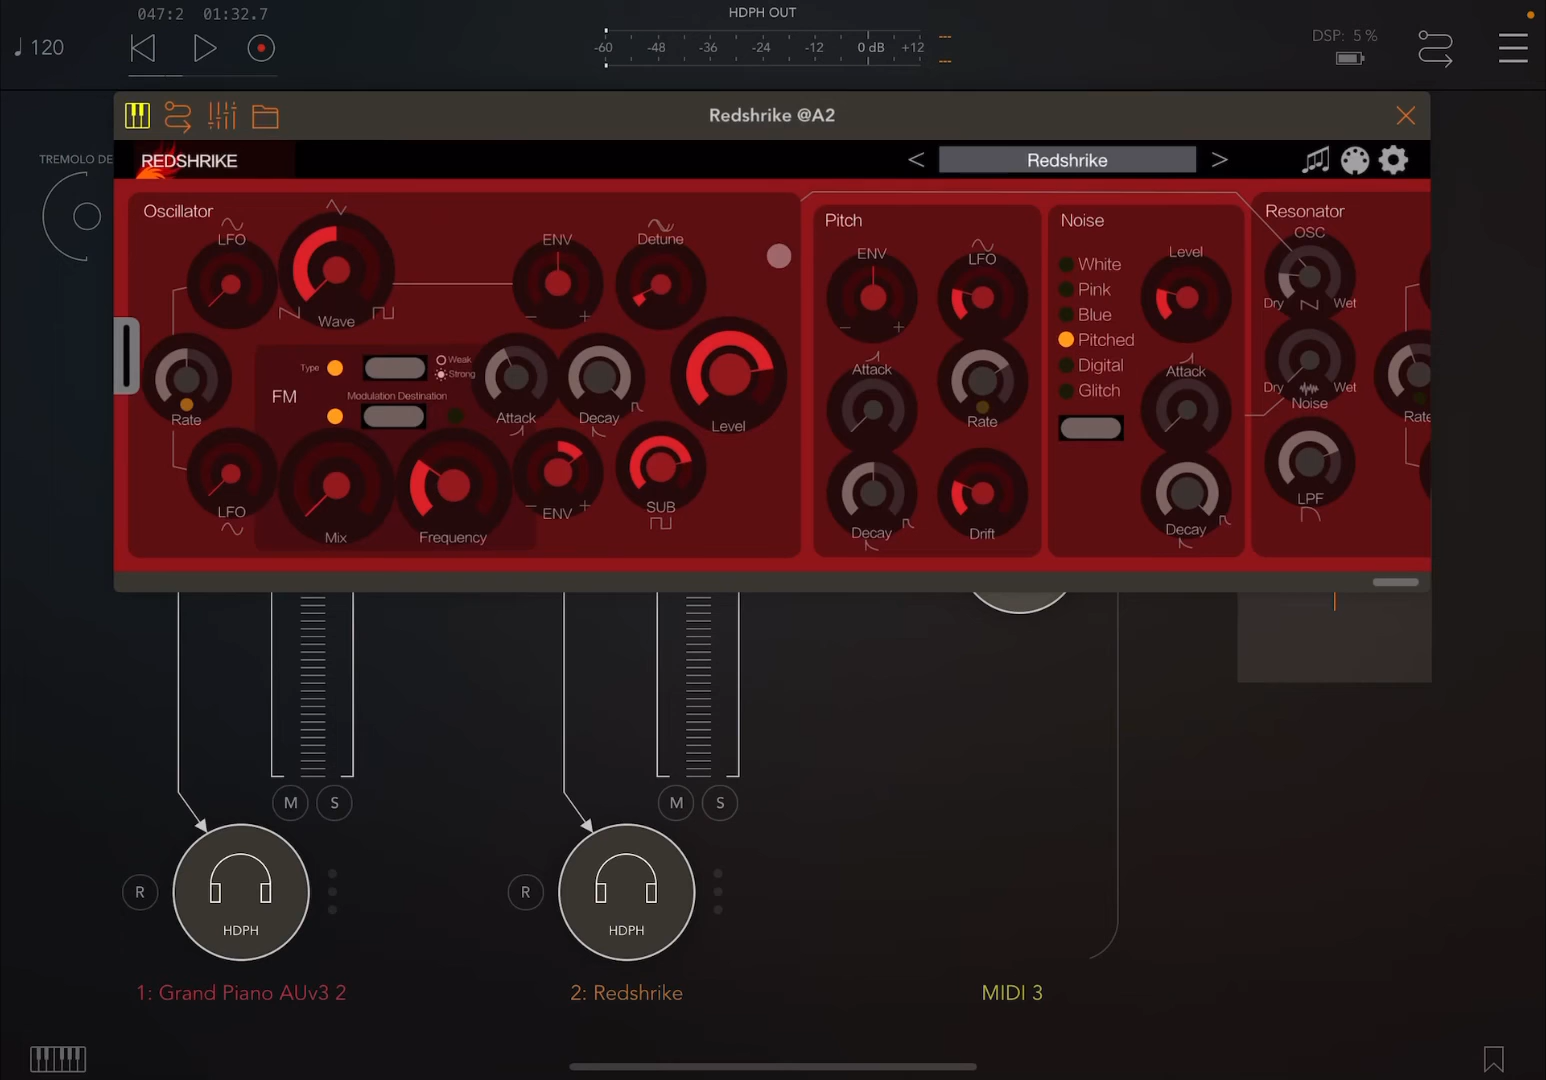 047:2 01:32.7
HDPH OUT
♩ 120
-60 -48 -36 -24 -12 0 dB +12
DSP: 5 %
Redshrike @A2
TREMOLO DE
REDSHRIKE
< Redshrike >
Oscillator
LFO
Wave
ENV
− +
Detune
Rate
FM
Type
Weak
Strong
Modulation Destination
Attack
Decay
Level
LFO
Mix
Frequency
ENV
− +
SUB
Pitch
ENV
− +
LFO
Attack
Rate
Decay
Drift
Noise
White
Pink
Blue
Pitched
Digital
Glitch
Level
Attack
Decay
Resonator
OSC
Dry Wet
Dry Wet
Noise
LPF
Rate
M S
M S
R
HDPH
R
HDPH
1: Grand Piano AUv3 2
2: Redshrike
MIDI 3